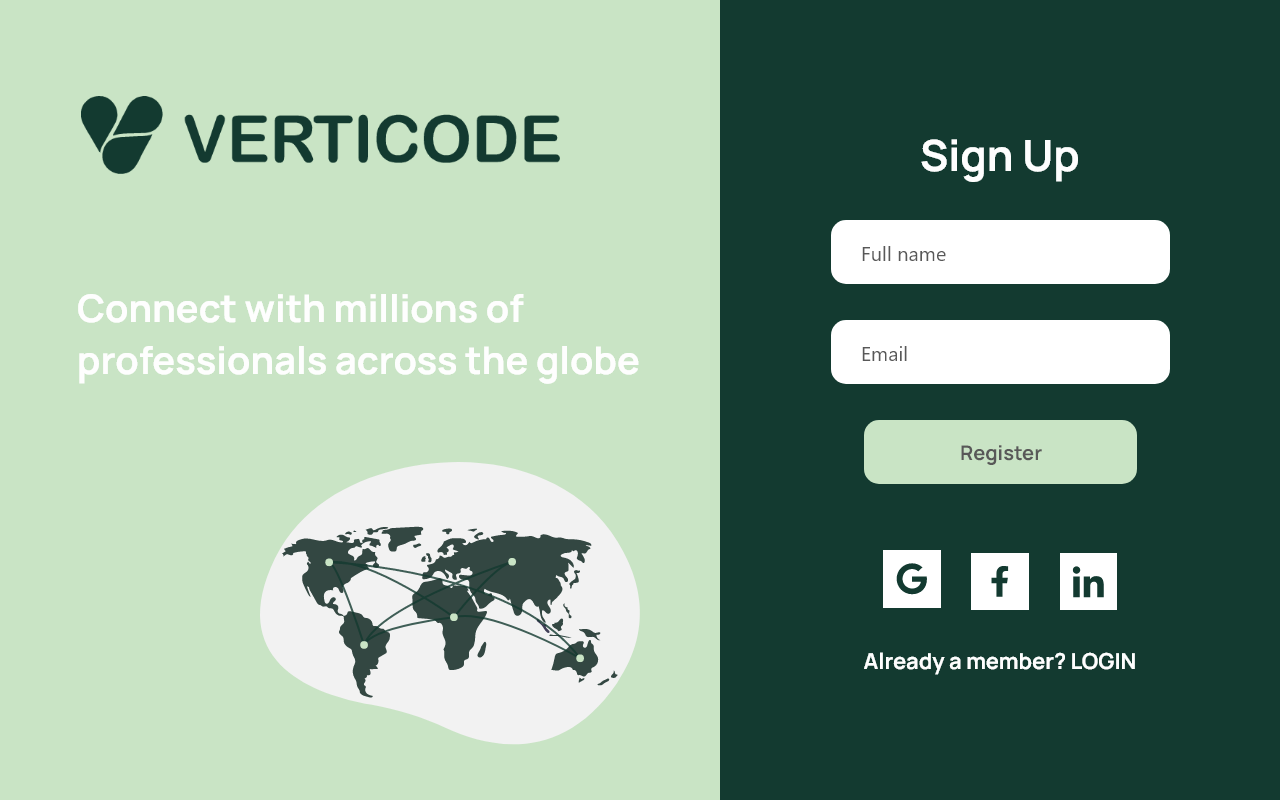 VERTICODE
Connect with millions of
professionals across the globe
Sign Up
Full name
Email
Register
G f in
Already a member? LOGIN